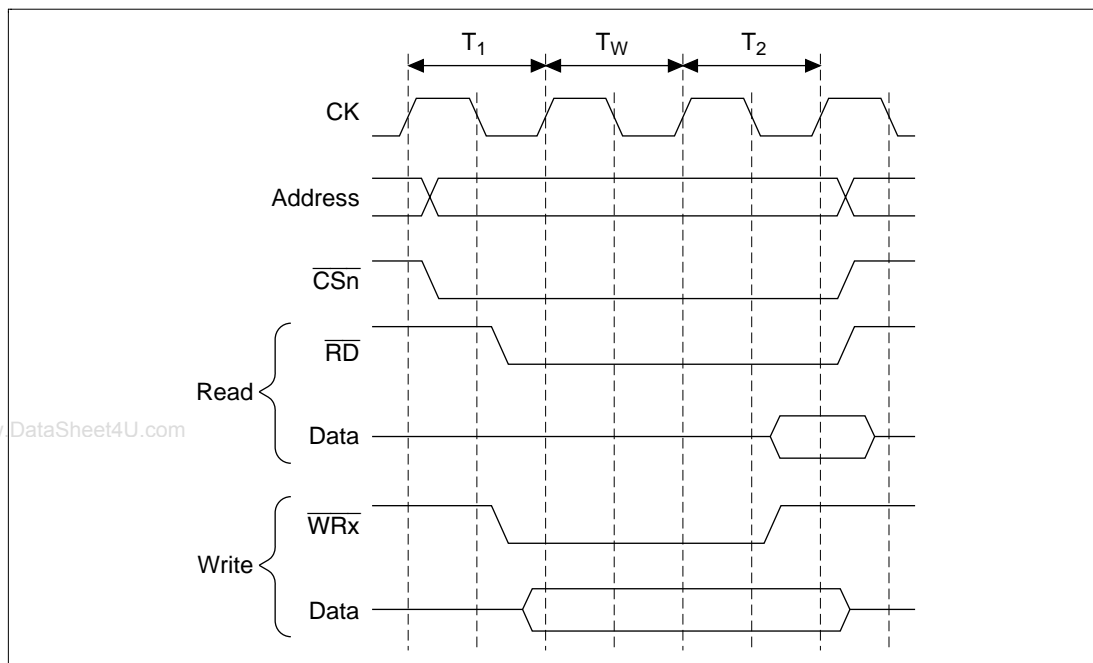 T1 TW T2
CK
Address
CSn
RD
Read
www.DataSheet4U.com
Data
WRx
Write
Data